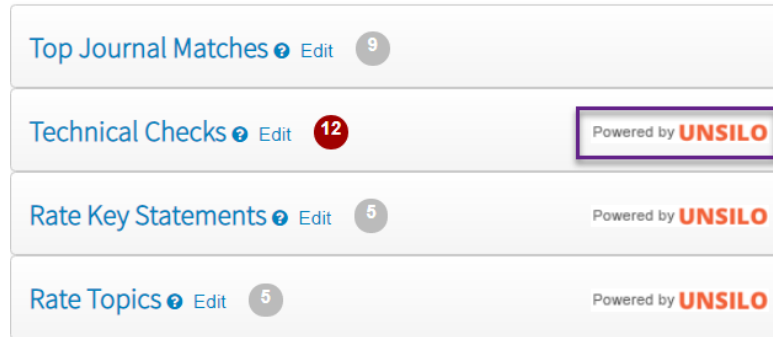 Top Journal Matches ? Edit 9
Technical Checks ? Edit 12 Powered by UNSILO
Rate Key Statements ? Edit 5 Powered by UNSILO
Rate Topics ? Edit 5 Powered by UNSILO